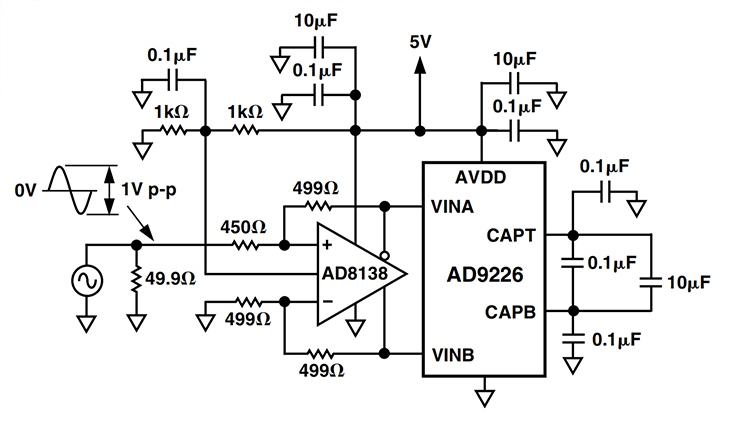 10μF
5V
0.1μF
10μF
0.1μF
0.1μF
1kΩ
1kΩ
0.1μF
AVDD
0V
1V p-p
499Ω
VINA
450Ω
+
CAPT
49.9Ω
AD8138
AD9226
0.1μF
10μF
–
499Ω
CAPB
0.1μF
499Ω
VINB